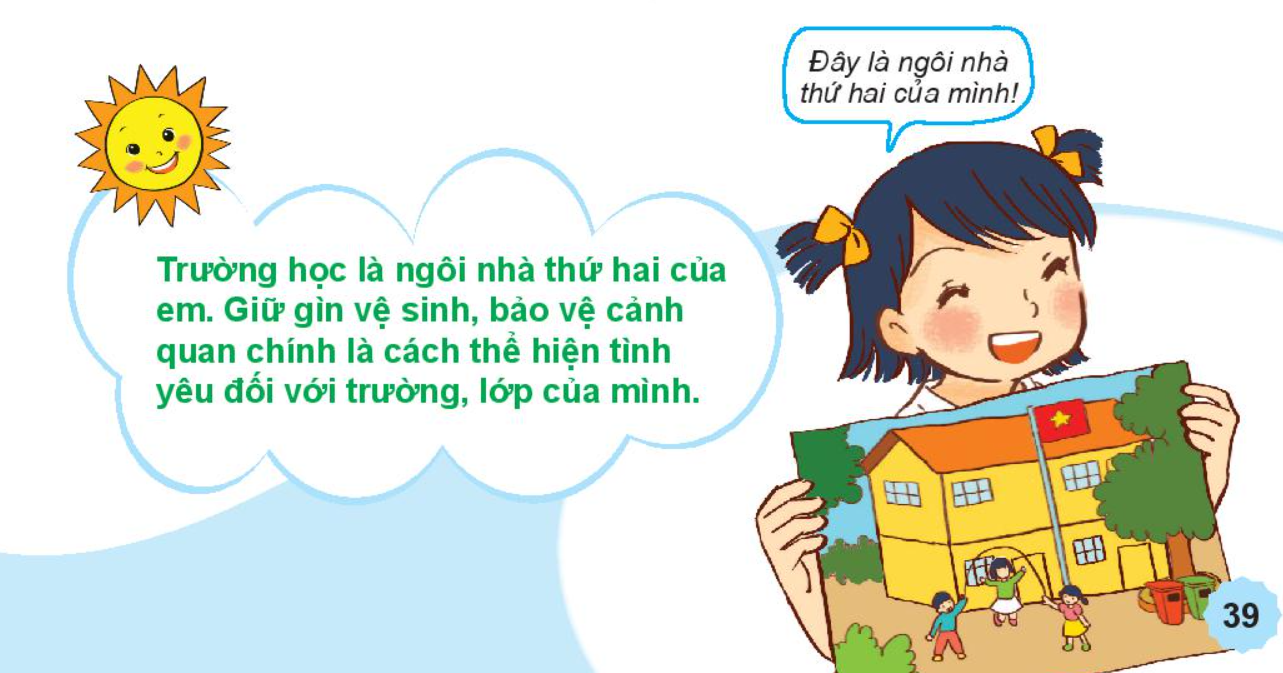 Đây là ngôi nhà
thứ hai của mình!
Trường học là ngôi nhà thứ hai của
em. Giữ gìn vệ sinh, bảo vệ cảnh
quan chính là cách thể hiện tình
yêu đối với trường, lớp của mình.
39